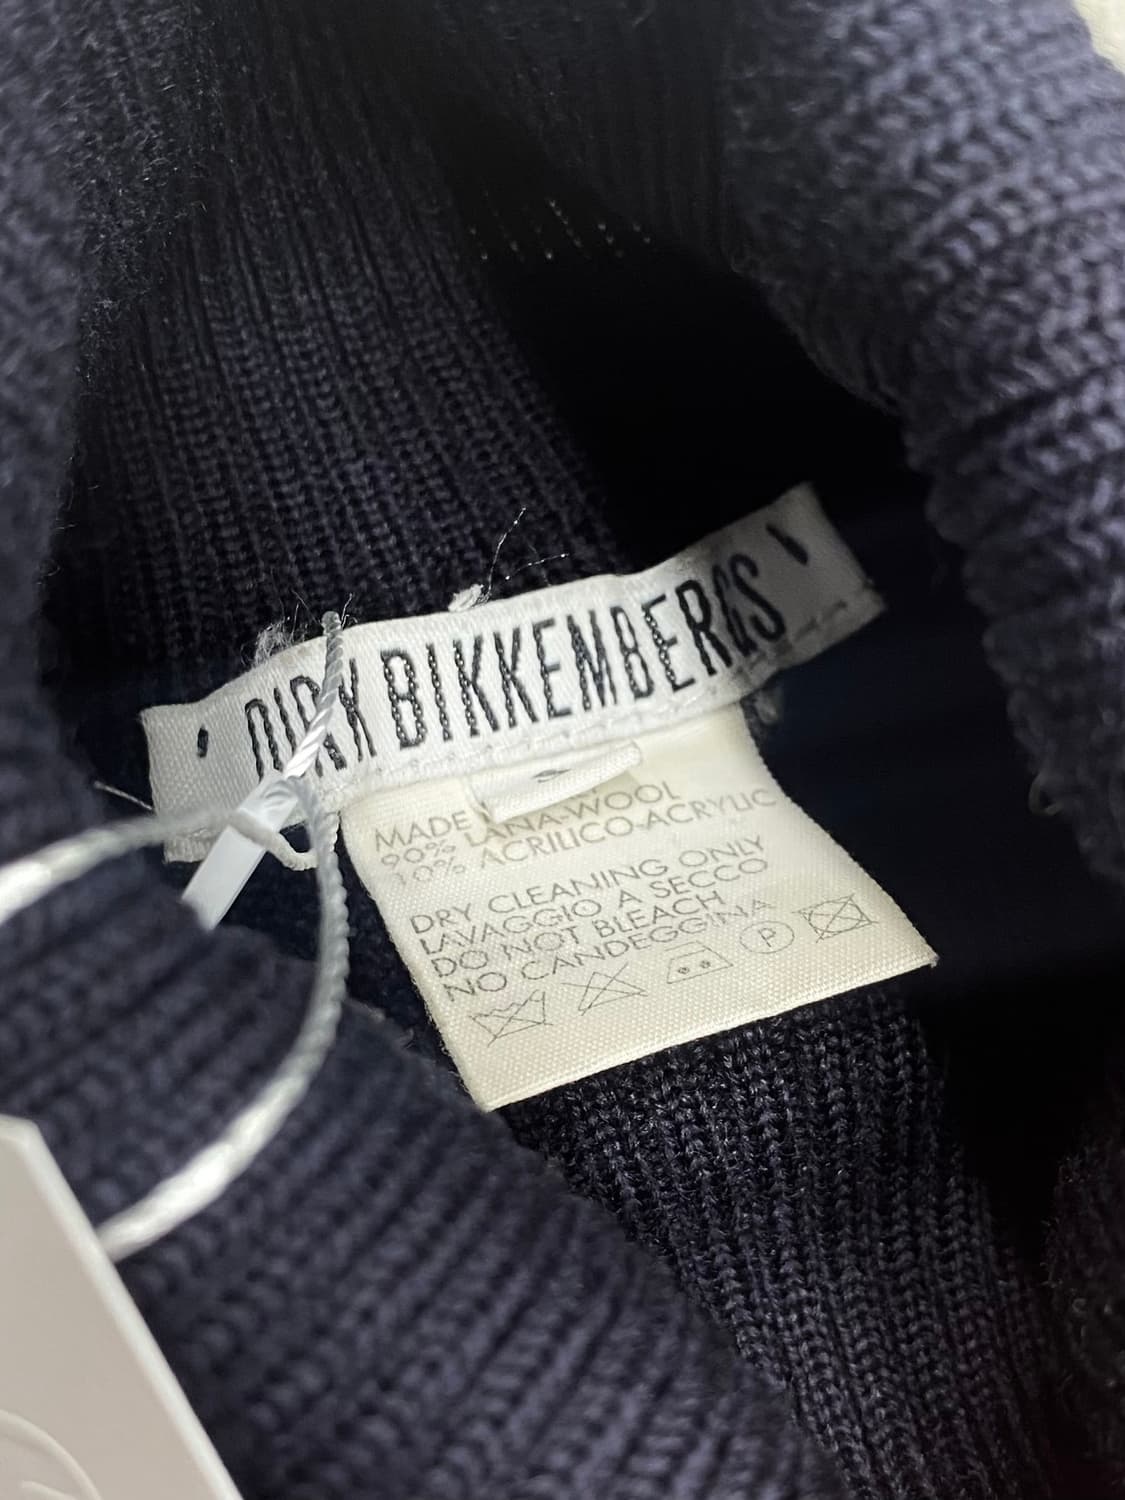 DIRK BIKKEMBERGS
MADE
90% LANA-WOOL
10% ACRILICO-ACRYLIC
DRY CLEANING ONLY
LAVAGGIO A SECCO
DO NOT BLEACH
NO CANDEGGINA
P